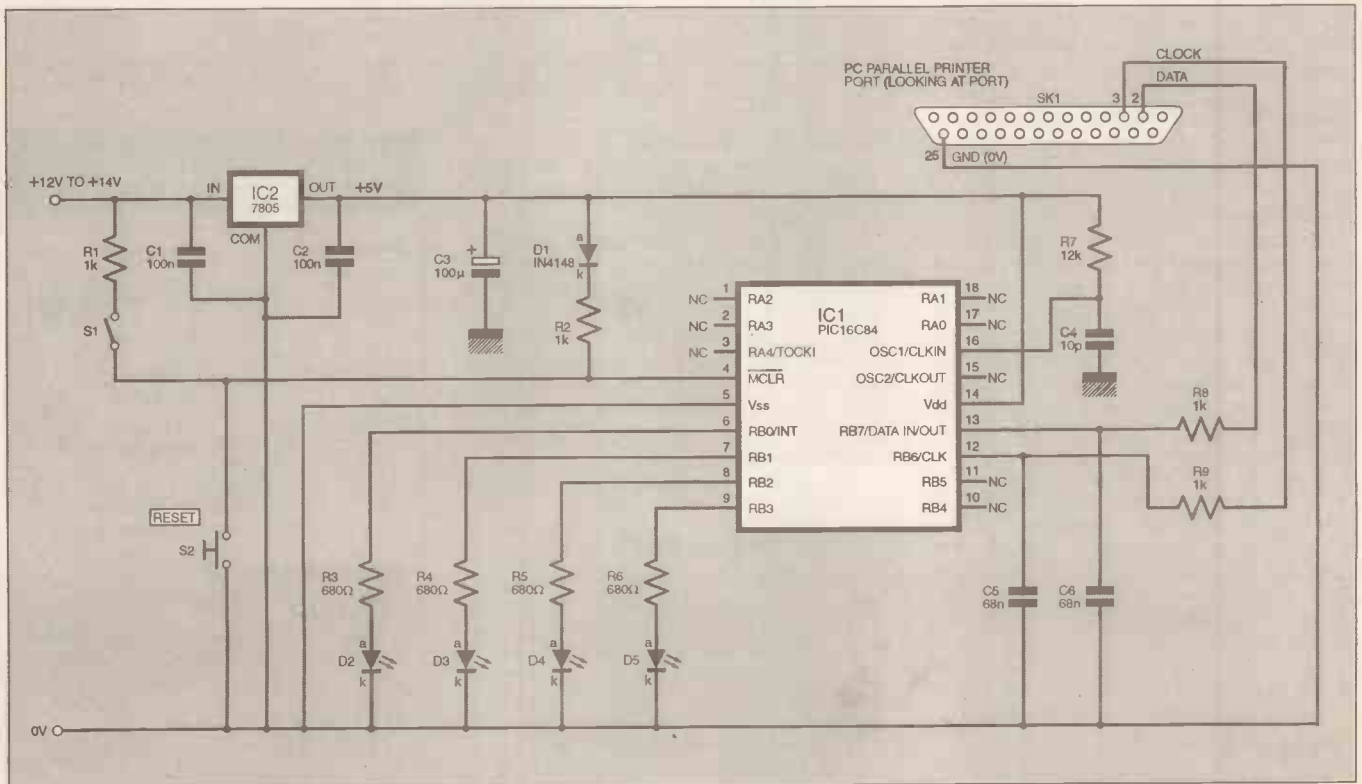 PC PARALLEL PRINTER
PORT (LOOKING AT PORT)
SK1
3
2
CLOCK
DATA
25
GND (0V)
+12V TO +14V
IN
IC2
7805
OUT
+5V
COM
R1
1k
C1
100n
C2
100n
C3
100µ
+
D1
IN4148
a
k
R2
1k
S1
R7
12k
C4
10p
IC1
PIC16C84
NC
1
RA2
NC
2
RA3
NC
3
RA4/TOCKI
4
MCLR
5
Vss
6
RB0/INT
7
RB1
8
RB2
9
RB3
18
RA1
NC
17
RA0
NC
16
OSC1/CLKIN
15
OSC2/CLKOUT
NC
14
Vdd
13
RB7/DATA IN/OUT
12
RB6/CLK
11
RB5
NC
10
RB4
NC
R8
1k
R9
1k
RESET
S2
R3
680Ω
R4
680Ω
R5
680Ω
R6
680Ω
C5
68n
C6
68n
a
D2
k
a
D3
k
a
D4
k
a
D5
k
0V